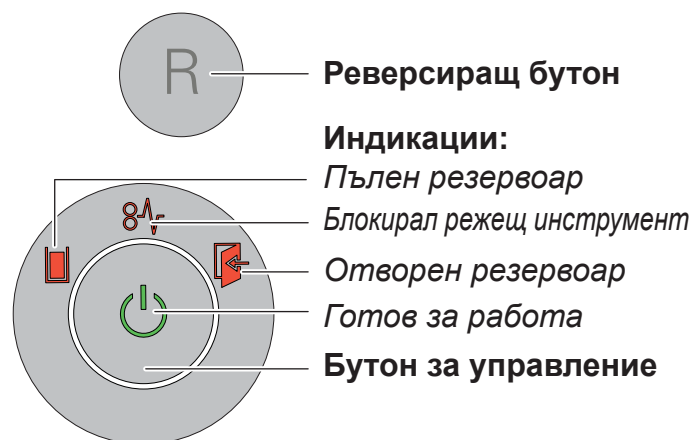 R
Реверсиращ бутон
Индикации:
Пълен резервоар
Блокирал режещ инструмент
Отворен резервоар
Готов за работа
Бутон за управление